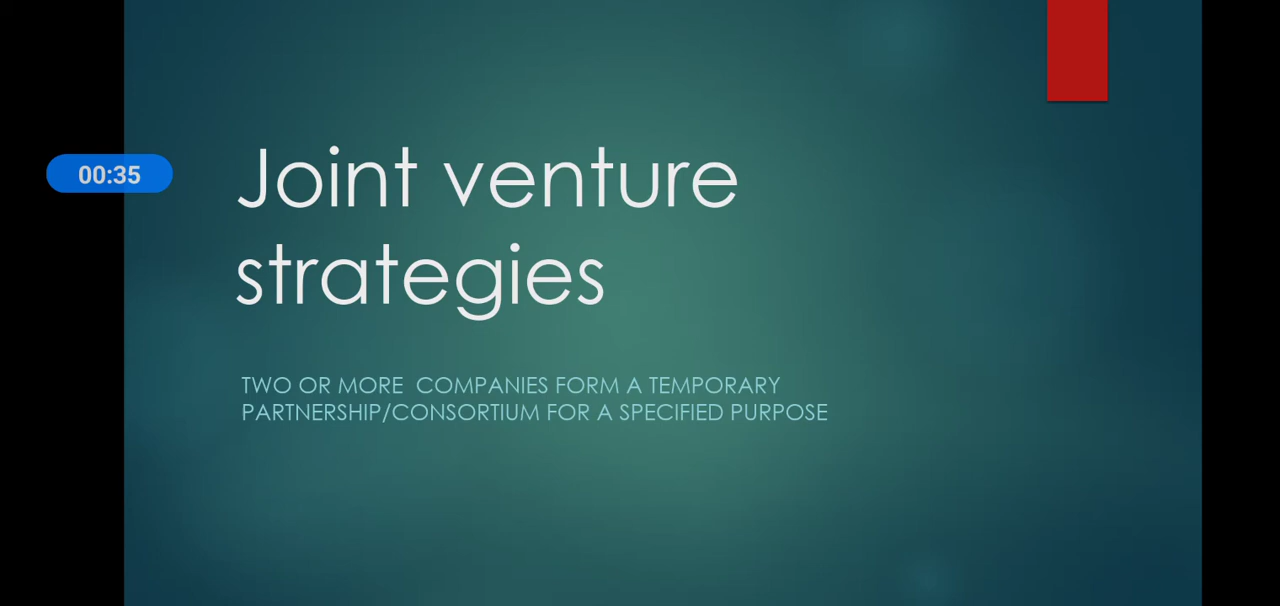 Joint venture
00:35
strategies
TWO OR MORE COMPANIES FORM A TEMPORARY
PARTNERSHIP/CONSORTIUM FOR A SPECIFIED PURPOSE